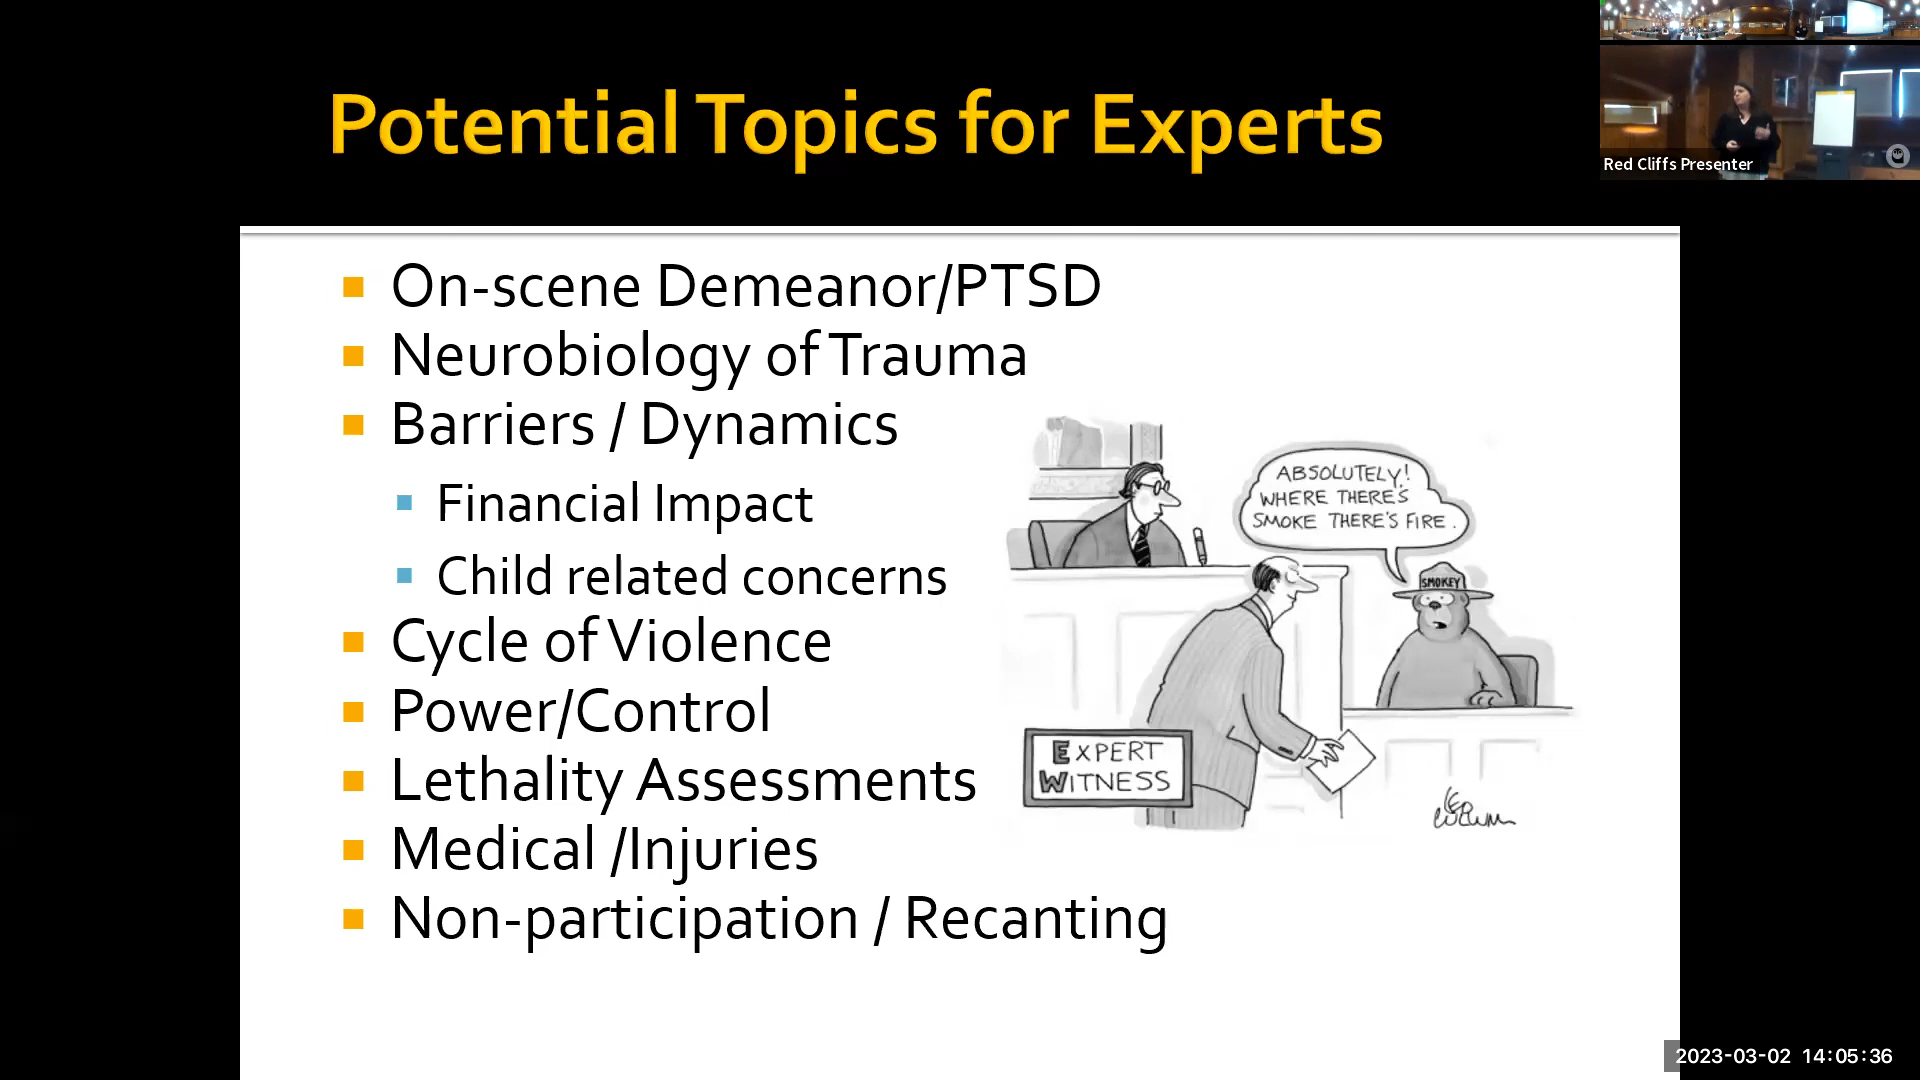 Potential Topics for Experts
Red Cliffs Presenter
On-scene Demeanor/PTSD
Neurobiology of Trauma
Barriers / Dynamics
Financial Impact
Child related concerns
Cycle of Violence
Power/Control
Lethality Assessments
Medical /Injuries
Non-participation / Recanting
ABSOLUTELY!
WHERE THERE'S
SMOKE THERE'S FIRE.
SMOKEY
EXPERT
WITNESS
2023-03-02 14:05:36